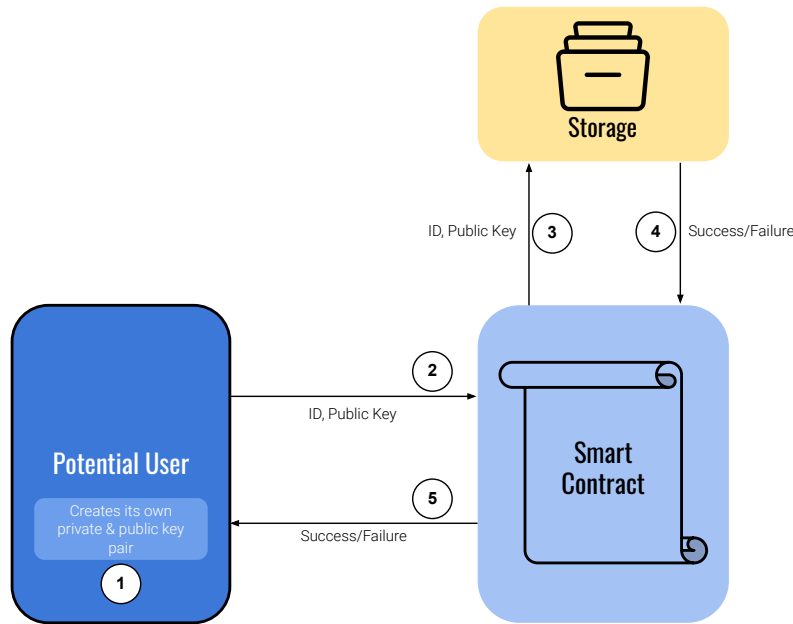 Storage
ID, Public Key
3
4
Success/Failure
2
ID, Public Key
Potential User
Creates its own
private & public key
pair
1
Smart
Contract
5
Success/Failure